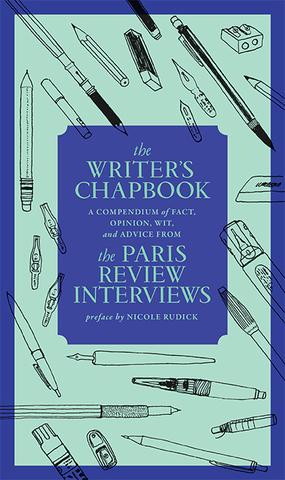 the
WRITER'S
CHAPBOOK
A COMPENDIUM of FACT,
OPINION, WIT,
and ADVICE FROM
the PARIS
REVIEW
INTERVIEWS
preface by NICOLE RUDICK